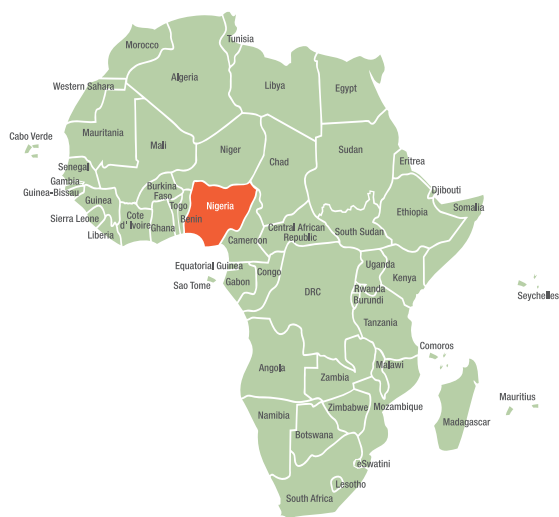 Tunisia
Morocco
Algeria
Libya
Egypt
Western Sahara
Mauritania
Cabo Verde
Mali
Niger
Chad
Sudan
Eritrea
Senegal
Gambia
Guinea-Bissau
Guinea
Burkina
Faso
Djibouti
Somalia
Sierra Leone
Cote
d' Ivoire
Togo
Benin
Nigeria
Ethiopia
Liberia
Ghana
Central African
Republic
South Sudan
Cameroon
Equatorial Guinea
Sao Tome
Gabon
Congo
DRC
Uganda
Kenya
Rwanda
Burundi
Seychelles
Tanzania
Comoros
Angola
Zambia
Malawi
Mauritius
Namibia
Zimbabwe
Mozambique
Madagascar
Botswana
eSwatini
Lesotho
South Africa